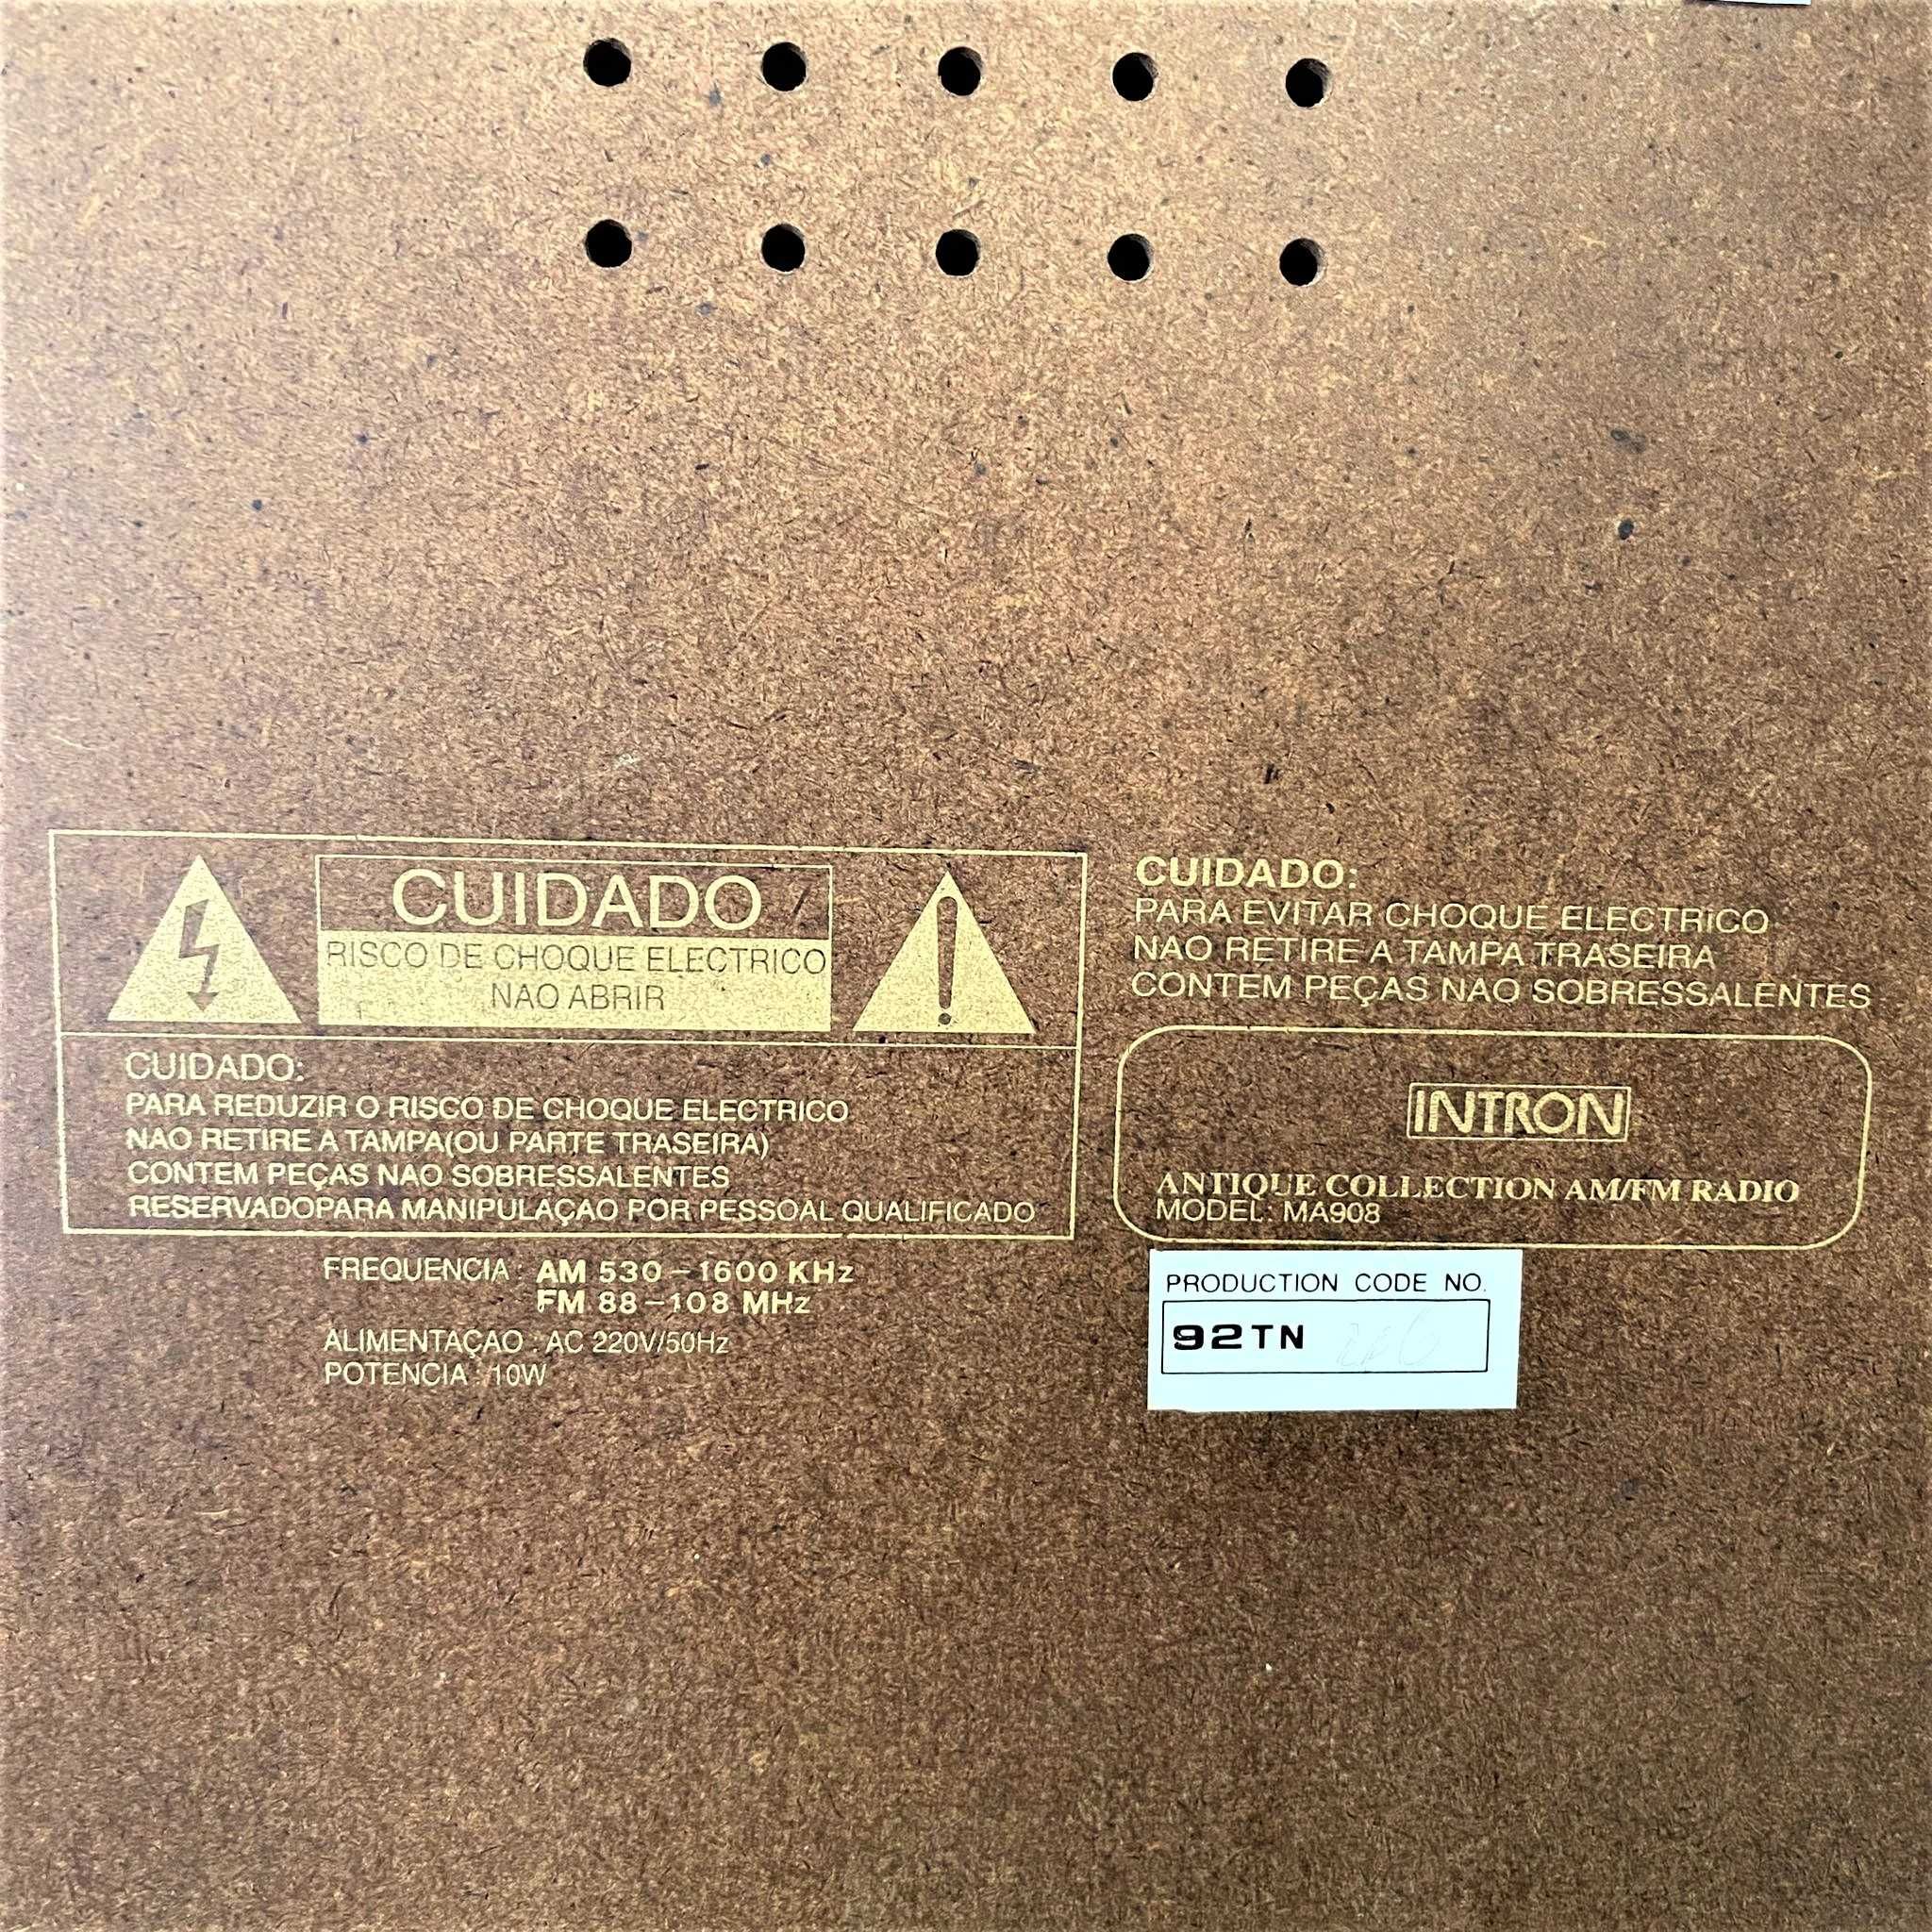 CUIDADO
RISCO DE CHOQUE ELECTRICO
NAO ABRIR
CUIDADO:
PARA REDUZIR O RISCO DE CHOQUE ELECTRICO
NAO RETIRE A TAMPA(OU PARTE TRASEIRA)
CONTEM PEÇAS NAO SOBRESSALENTES
RESERVADOPARA MANIPULAÇAO POR PESSOAL QUALIFICADO
FREQUENCIA : AM 530–1600 KHz
FM 88–108 MHz
ALIMENTAÇAO : AC 220V/50Hz
POTENCIA : 10W
CUIDADO:
PARA EVITAR CHOQUE ELECTRiCO
NAO RETIRE A TAMPA TRASEIRA
CONTEM PEÇAS NAO SOBRESSALENTES
INTRON
ANTIQUE COLLECTION AM/FM RADIO
MODEL: MA908
PRODUCTION CODE NO.
92TN